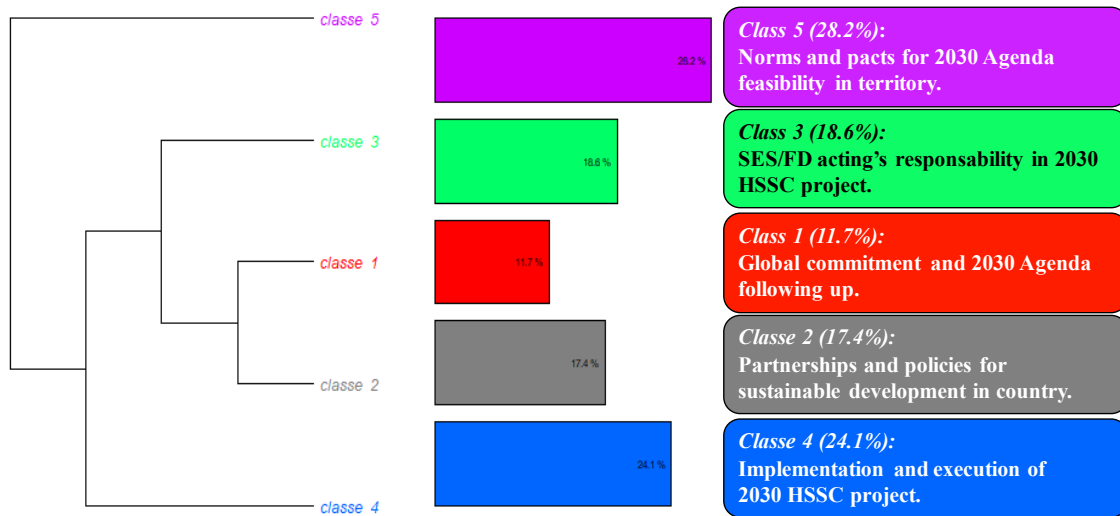 classe 5
28.2 %
Class 5 (28.2%):
Norms and pacts for 2030 Agenda
feasibility in territory.
classe 3
18.6 %
Class 3 (18.6%):
SES/FD acting's responsability in 2030
HSSC project.
classe 1
11.7 %
Class 1 (11.7%):
Global commitment and 2030 Agenda
following up.
classe 2
17.4 %
Classe 2 (17.4%):
Partnerships and policies for
sustainable development in country.
classe 4
24.1 %
Classe 4 (24.1%):
Implementation and execution of
2030 HSSC project.